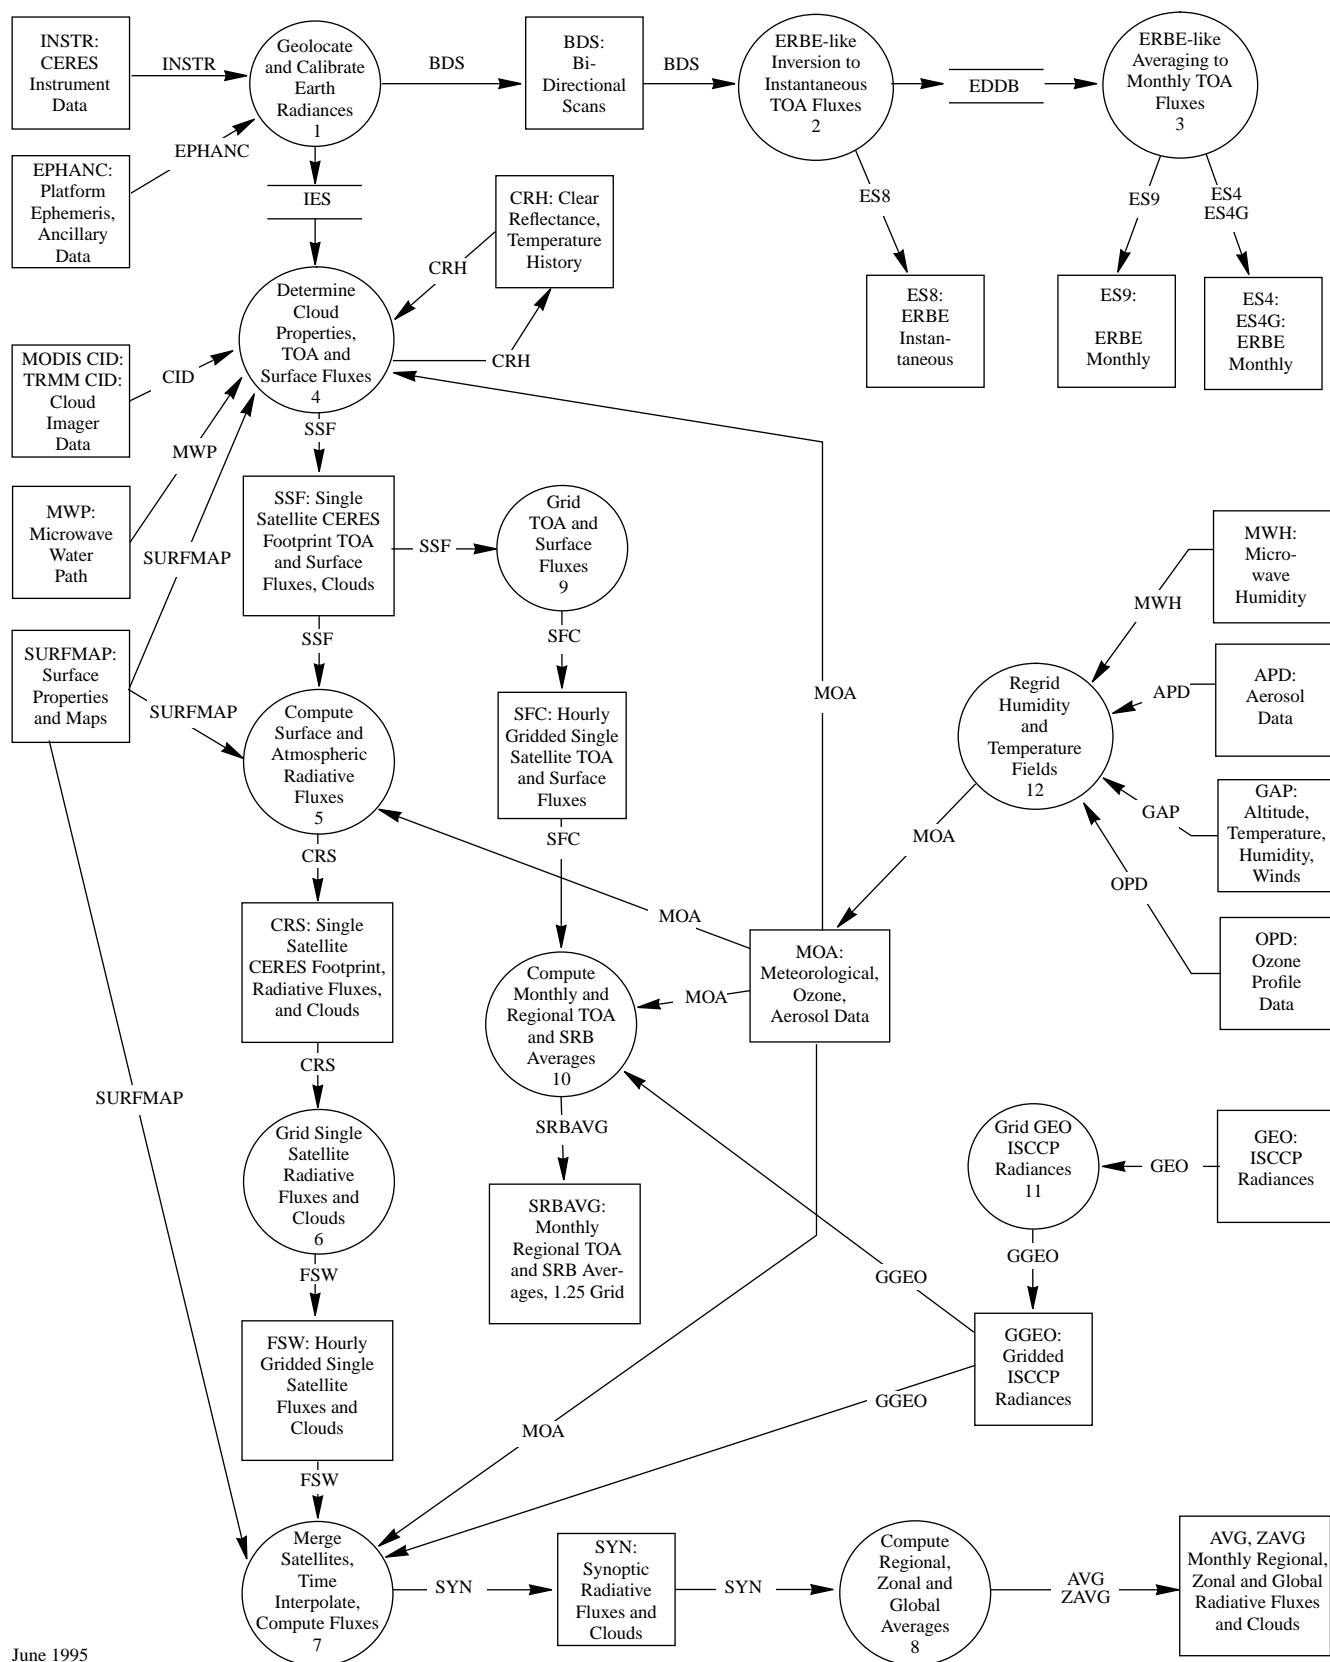 INSTR:
CERES
Instrument
Data
INSTR
Geolocate
and Calibrate
Earth
Radiances
1
BDS
BDS:
Bi-
Directional
Scans
BDS
ERBE-like
Inversion to
Instantaneous
TOA Fluxes
2
EDDB
ERBE-like
Averaging to
Monthly TOA
Fluxes
3
EPHANC
EPHANC:
Platform
Ephemeris,
Ancillary
Data
IES
CRH: Clear
Reflectance,
Temperature
History
CRH
CRH
ES8
ES9
ES4
ES4G
ES8:
ERBE
Instan-
taneous
ES9:
ERBE
Monthly
ES4:
ES4G:
ERBE
Monthly
Determine
Cloud
Properties,
TOA and
Surface Fluxes
4
MODIS CID:
TRMM CID:
Cloud
Imager
Data
CID
SSF
MWP
MWP:
Microwave
Water
Path
SURFMAP
SSF: Single
Satellite CERES
Footprint TOA
and Surface
Fluxes, Clouds
SSF
Grid
TOA and
Surface
Fluxes
9
MWH:
Micro-
wave
Humidity
MWH
SSF
SFC
SURFMAP:
Surface
Properties
and Maps
SURFMAP
Compute
Surface and
Atmospheric
Radiative
Fluxes
5
SFC: Hourly
Gridded Single
Satellite TOA
and Surface
Fluxes
MOA
Regrid
Humidity
and
Temperature
Fields
12
APD
APD:
Aerosol
Data
GAP
GAP:
Altitude,
Temperature,
Humidity,
Winds
CRS
SFC
MOA
OPD
OPD:
Ozone
Profile
Data
CRS: Single
Satellite
CERES Footprint,
Radiative Fluxes,
and Clouds
MOA
MOA:
Meteorological,
Ozone,
Aerosol Data
MOA
Compute
Monthly and
Regional TOA
and SRB
Averages
10
CRS
SURFMAP
SRBAVG
Grid Single
Satellite
Radiative
Fluxes and
Clouds
6
SRBAVG:
Monthly
Regional TOA
and SRB Aver-
ages, 1.25 Grid
Grid GEO
ISCCP
Radiances
11
GEO
GEO:
ISCCP
Radiances
GGEO
FSW
GGEO
FSW: Hourly
Gridded Single
Satellite
Fluxes and
Clouds
GGEO:
Gridded
ISCCP
Radiances
GGEO
MOA
FSW
Merge
Satellites,
Time
Interpolate,
Compute Fluxes
7
SYN
SYN:
Synoptic
Radiative
Fluxes and
Clouds
SYN
Compute
Regional,
Zonal and
Global
Averages
8
AVG
ZAVG
AVG, ZAVG
Monthly Regional,
Zonal and Global
Radiative Fluxes
and Clouds
June 1995